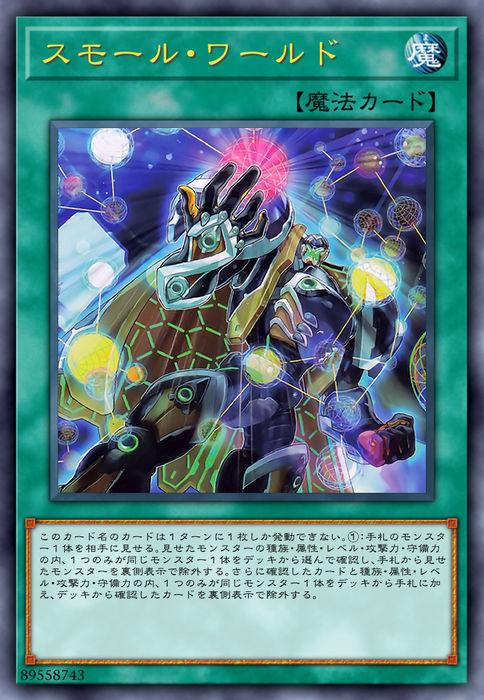 スモール・ワールド
魔
【魔法カード】
このカード名のカードは１ターンに１枚しか発動できない。①：手札のモンス
ター１体を相手に見せる。見せたモンスターの種族・属性・レベル・攻撃力・守備力
の内、１つのみが同じモンスター１体をデッキから選んで確認し、手札から見せ
たモンスターを裏側表示で除外する。さらに確認したカードと種族・属性・レベ
ル・攻撃力・守備力の内、１つのみが同じモンスター１体をデッキから手札に加
え、デッキから確認したカードを裏側表示で除外する。
89558743